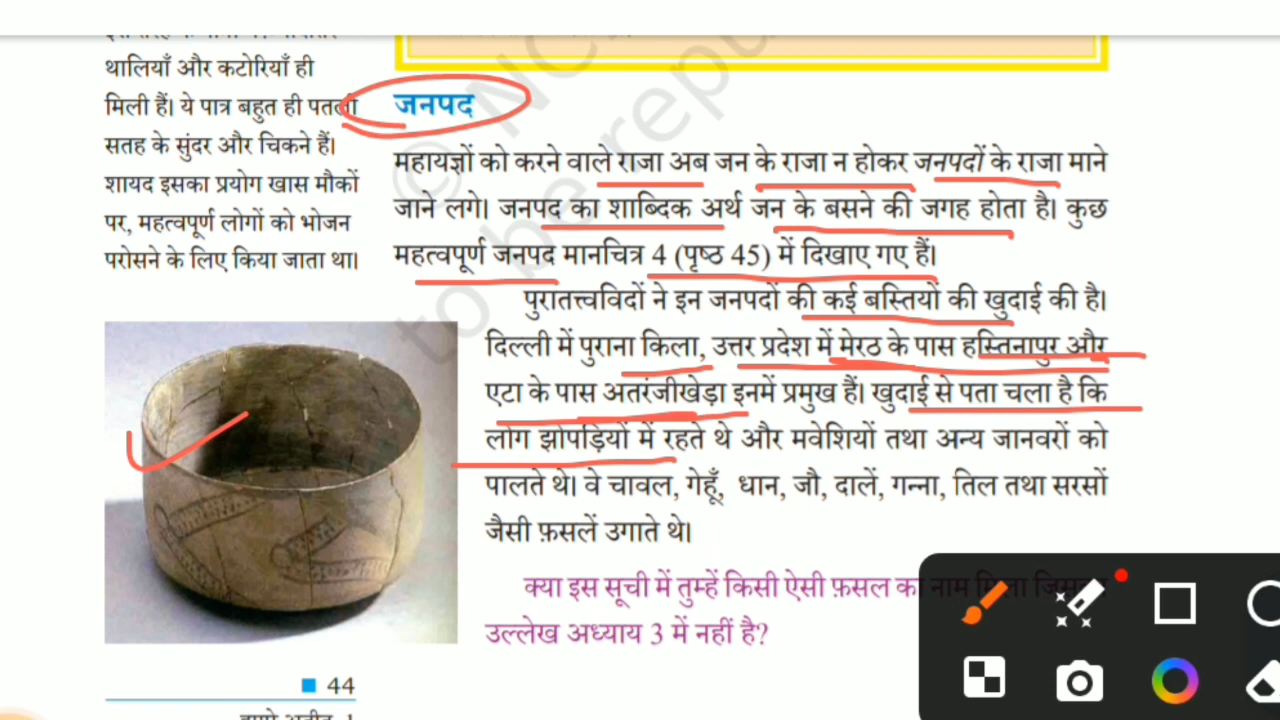 थालियाँ और कटोरियाँ ही
मिली हैं। ये पात्र बहुत ही पतली
सतह के सुंदर और चिकने हैं।
शायद इसका प्रयोग खास मौकों
पर, महत्वपूर्ण लोगों को भोजन
परोसने के लिए किया जाता था।
जनपद
महायज्ञों को करने वाले राजा अब जन के राजा न होकर जनपदों के राजा माने
जाने लगे। जनपद का शाब्दिक अर्थ जन के बसने की जगह होता है। कुछ
महत्वपूर्ण जनपद मानचित्र 4 (पृष्ठ 45) में दिखाए गए हैं।
पुरातत्त्वविदों ने इन जनपदों की कई बस्तियों की खुदाई की है।
दिल्ली में पुराना किला, उत्तर प्रदेश में मेरठ के पास हस्तिनापुर और
एटा के पास अतरंजीखेड़ा इनमें प्रमुख हैं। खुदाई से पता चला है कि
लोग झोपड़ियों में रहते थे और मवेशियों तथा अन्य जानवरों को
पालते थे। वे चावल, गेहूँ, धान, जौ, दालें, गन्ना, तिल तथा सरसों
जैसी फ़सलें उगाते थे।
क्या इस सूची में तुम्हें किसी ऐसी फ़सल का नाम मिला
उल्लेख अध्याय 3 में नहीं है?
44
to be repu